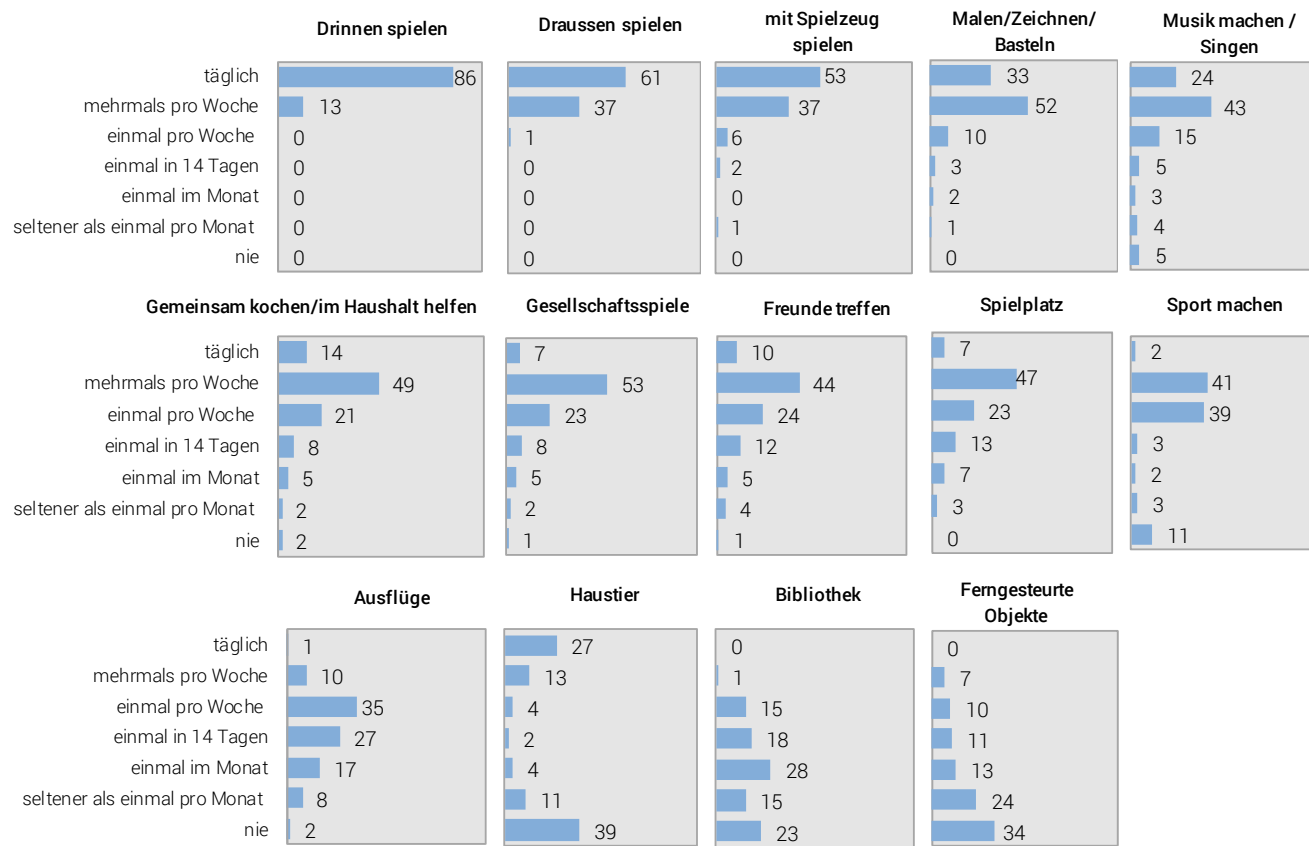 Drinnen spielen
Draussen spielen
mit Spielzeug
spielen
Malen/Zeichnen/
Basteln
Musik machen /
Singen
täglich 86 61 53 33 24
mehrmals pro Woche 13 37 37 52 43
einmal pro Woche 0 1 6 10 15
einmal in 14 Tagen 0 0 2 3 5
einmal im Monat 0 0 0 2 3
seltener als einmal pro Monat 0 0 1 1 4
nie 0 0 0 0 5
Gemeinsam kochen/im Haushalt helfen
Gesellschaftsspiele
Freunde treffen
Spielplatz
Sport machen
täglich 14 7 10 7 2
mehrmals pro Woche 49 53 44 47 41
einmal pro Woche 21 23 24 23 39
einmal in 14 Tagen 8 8 12 13 3
einmal im Monat 5 5 5 7 2
seltener als einmal pro Monat 2 2 4 3 3
nie 2 1 1 0 11
Ausflüge
Haustier
Bibliothek
Ferngesteurte
Objekte
täglich 1 27 0 0
mehrmals pro Woche 10 13 1 7
einmal pro Woche 35 4 15 10
einmal in 14 Tagen 27 2 18 11
einmal im Monat 17 4 28 13
seltener als einmal pro Monat 8 11 15 24
nie 2 39 23 34